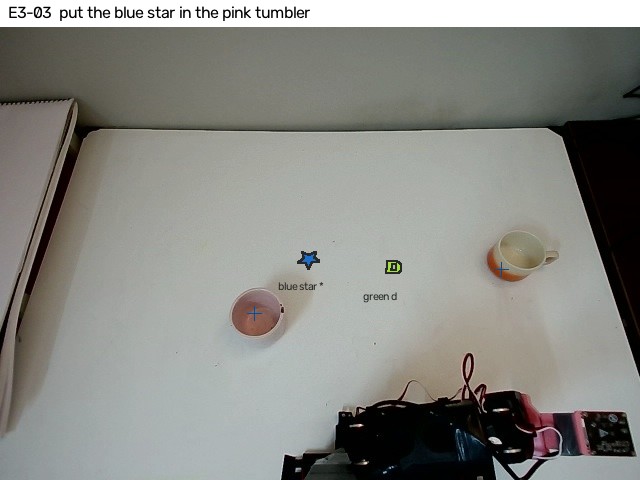 E3-03 put the blue star in the pink tumbler
blue star *
green d
D